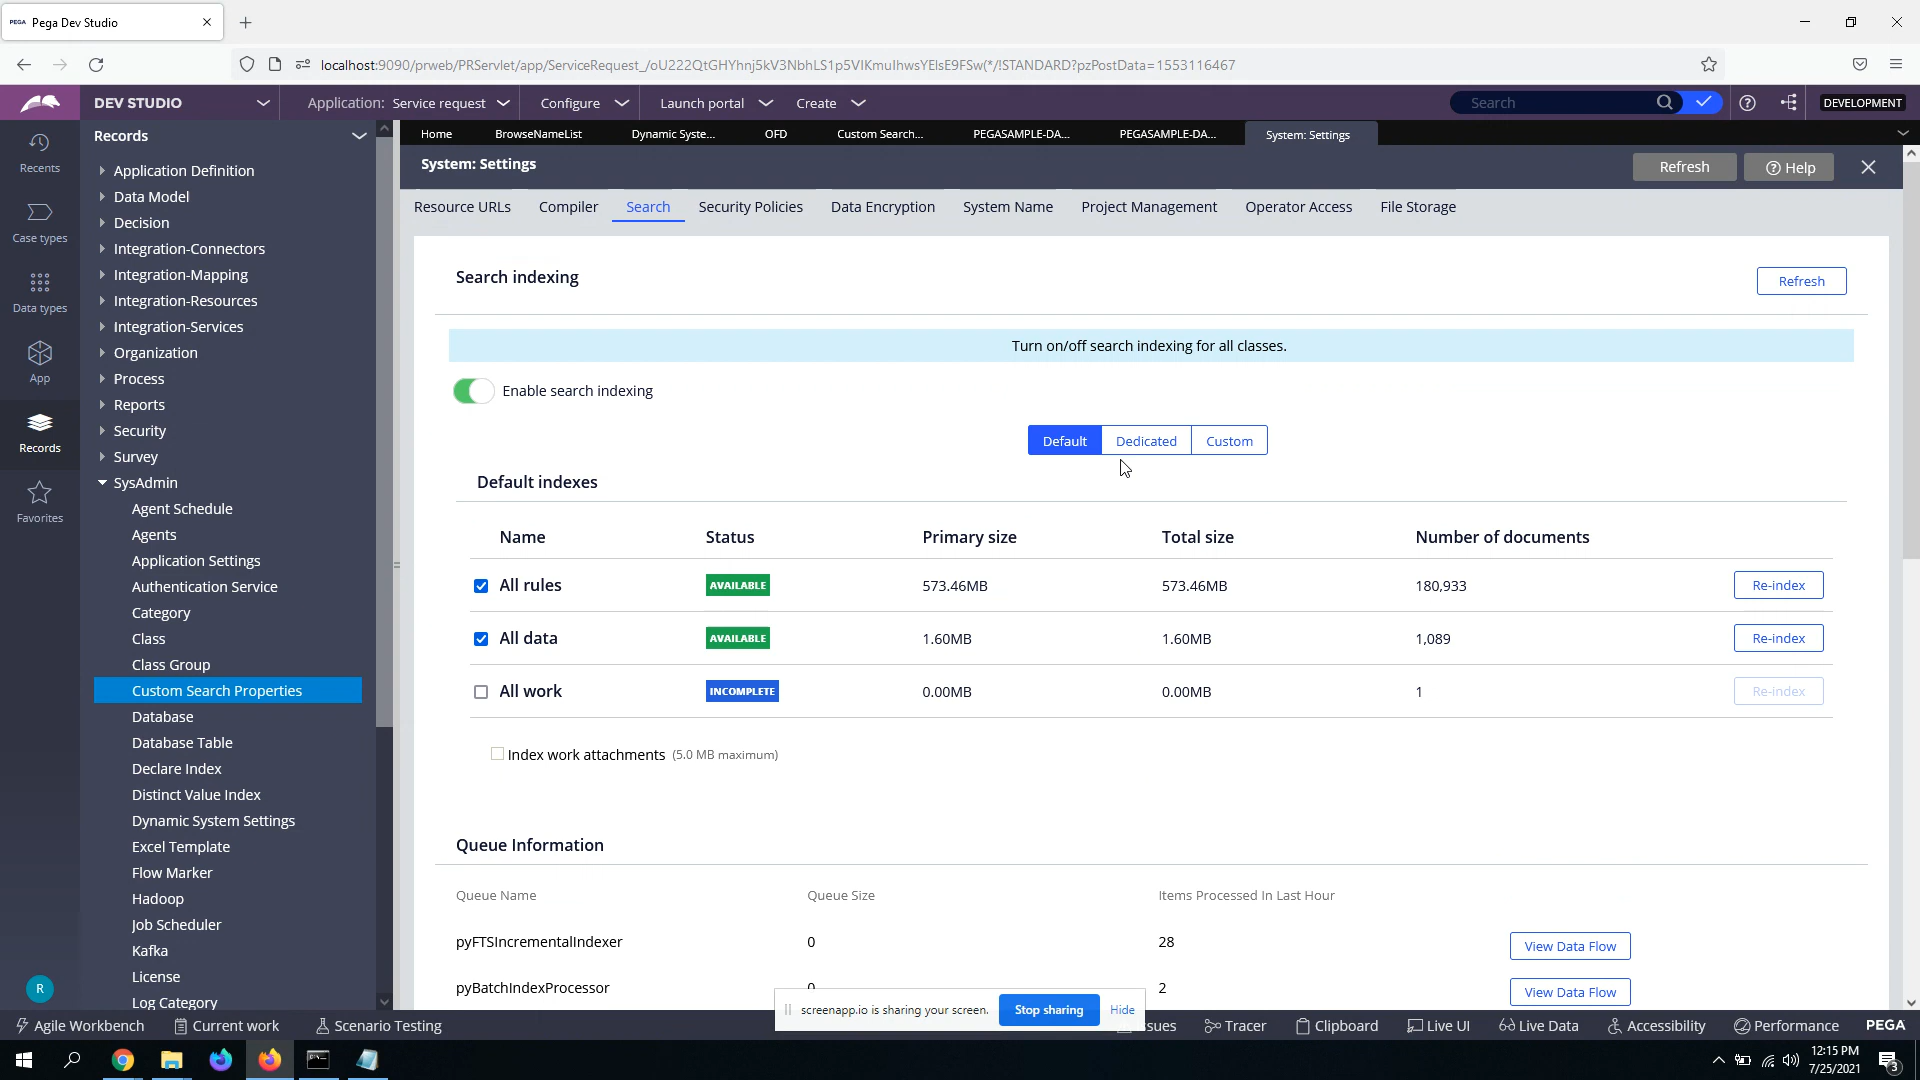 PEGA Pega Dev Studio
localhost:9090/prweb/PRServlet/app/ServiceRequest_/oU222QtGHYhnj5kV3NbhLS1p5VIKmuIhwsYEIsE9FSw(*/!STANDARD?pzPostData=1553116467
DEV STUDIO Application: Service request Configure Launch portal Create Search DEVELOPMENT
Recents
Case types
Data types
App
Records
Favorites
R
Records
Application Definition
Data Model
Decision
Integration-Connectors
Integration-Mapping
Integration-Resources
Integration-Services
Organization
Process
Reports
Security
Survey
SysAdmin
Agent Schedule
Agents
Application Settings
Authentication Service
Category
Class
Class Group
Custom Search Properties
Database
Database Table
Declare Index
Distinct Value Index
Dynamic System Settings
Excel Template
Flow Marker
Hadoop
Job Scheduler
Kafka
License
Log Category
Home BrowseNameList Dynamic Syste... OFD Custom Search... PEGASAMPLE-DA... PEGASAMPLE-DA... System: Settings
System: Settings Refresh Help
Resource URLs Compiler Search Security Policies Data Encryption System Name Project Management Operator Access File Storage
Search indexing Refresh
Turn on/off search indexing for all classes.
Enable search indexing
Default Dedicated Custom
Default indexes
Name Status Primary size Total size Number of documents
All rules AVAILABLE 573.46MB 573.46MB 180,933 Re-index
All data AVAILABLE 1.60MB 1.60MB 1,089 Re-index
All work INCOMPLETE 0.00MB 0.00MB 1 Re-index
Index work attachments (5.0 MB maximum)
Queue Information
Queue Name Queue Size Items Processed In Last Hour
pyFTSIncrementalIndexer 0 28 View Data Flow
pyBatchIndexProcessor 0 2 View Data Flow
screenapp.io is sharing your screen. Stop sharing Hide
Agile Workbench Current work Scenario Testing Tracer Clipboard Live UI Live Data Accessibility Performance PEGA
12:15 PM
7/25/2021
3